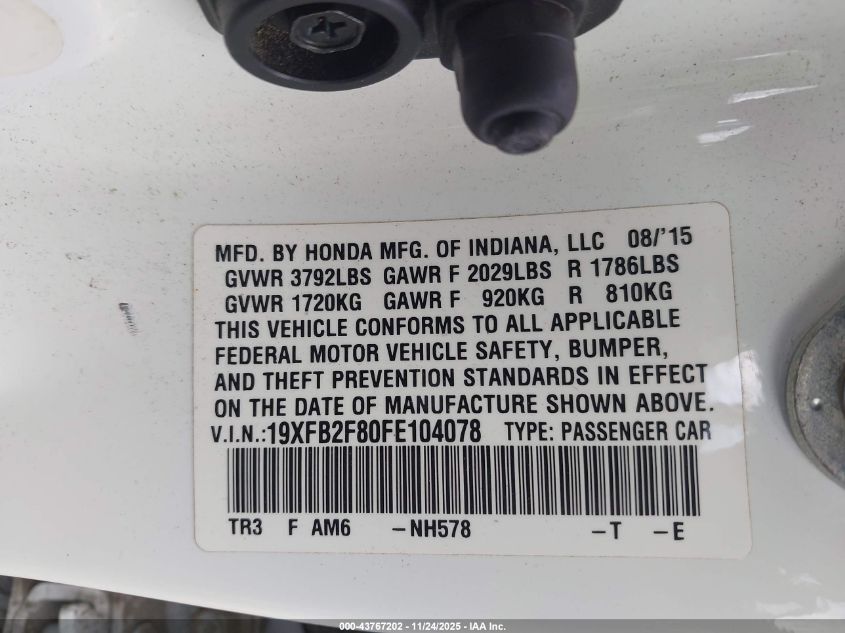 MFD. BY HONDA MFG. OF INDIANA, LLC 08/'15
GVWR 3792LBS GAWR F 2029LBS R 1786LBS
GVWR 1720KG GAWR F 920KG R 810KG
THIS VEHICLE CONFORMS TO ALL APPLICABLE
FEDERAL MOTOR VEHICLE SAFETY, BUMPER,
AND THEFT PREVENTION STANDARDS IN EFFECT
ON THE DATE OF MANUFACTURE SHOWN ABOVE.
V.I.N.:19XFB2F80FE104078 TYPE: PASSENGER CAR
TR3 F AM6 -NH578 -T -E
000-43767202 - 11/24/2025 - IAA Inc.